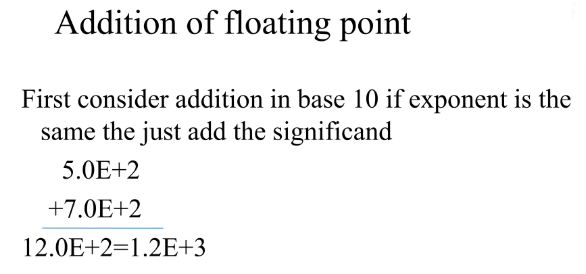 Addition of floating point
First consider addition in base 10 if exponent is the
same the just add the significand
5.0E+2
+7.0E+2
12.0E+2=1.2E+3